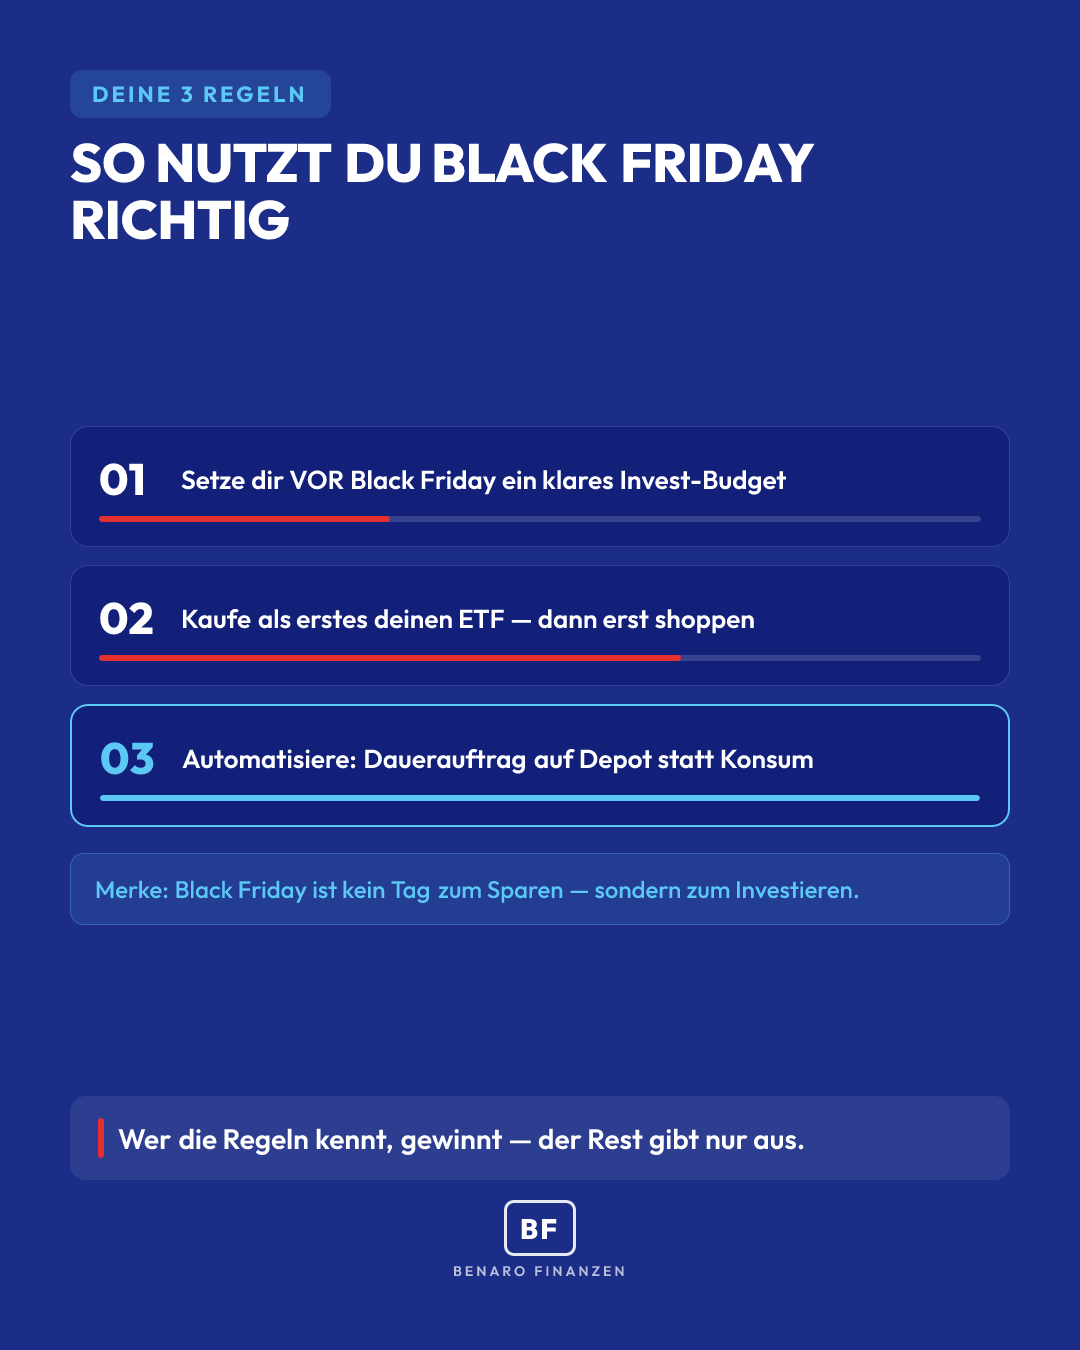 DEINE 3 REGELN
SO NUTZT DU BLACK FRIDAY
RICHTIG
01 Setze dir VOR Black Friday ein klares Invest-Budget
02 Kaufe als erstes deinen ETF — dann erst shoppen
03 Automatisiere: Dauerauftrag auf Depot statt Konsum
Merke: Black Friday ist kein Tag zum Sparen — sondern zum Investieren.
Wer die Regeln kennt, gewinnt — der Rest gibt nur aus.
BF
BENARO FINANZEN